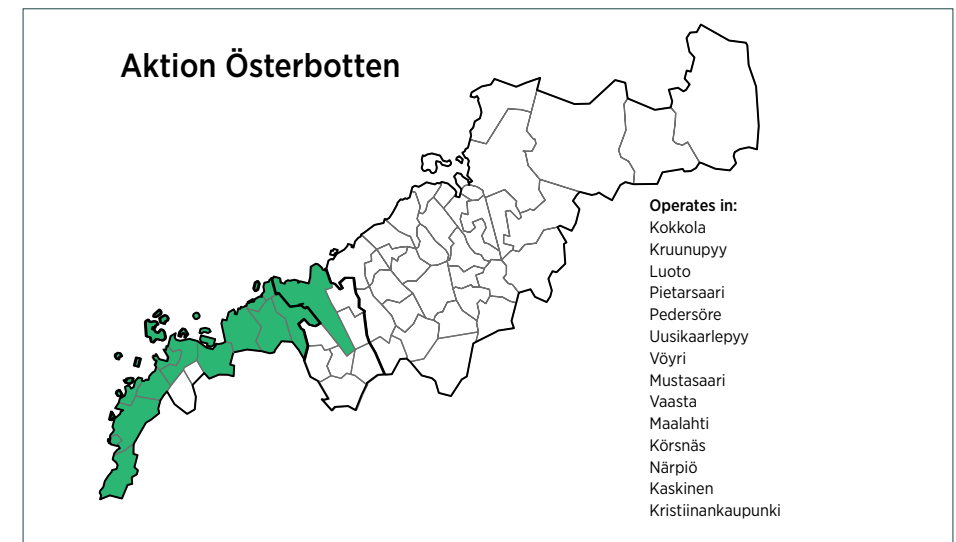 Aktion Österbotten
Operates in:
Kokkola
Kruunupyy
Luoto
Pietarsaari
Pedersöre
Uusikaarlepyy
Vöyri
Mustasaari
Vaasta
Maalahti
Körsnäs
Närpiö
Kaskinen
Kristiinankaupunki